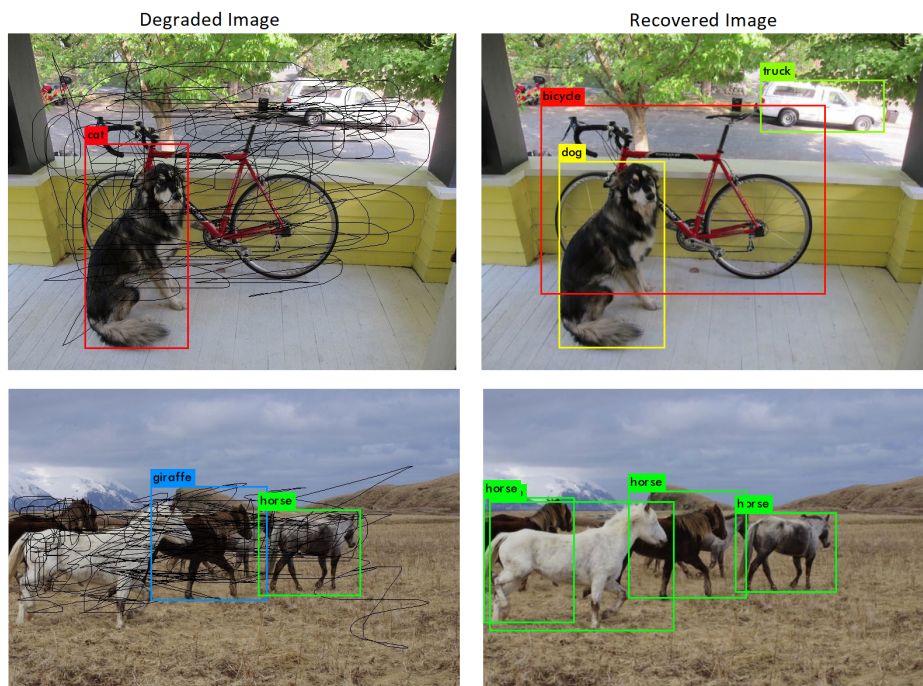 Degraded Image
Recovered Image
cat
bicycle
dog
truck
giraffe
horse
horse
horse
horse